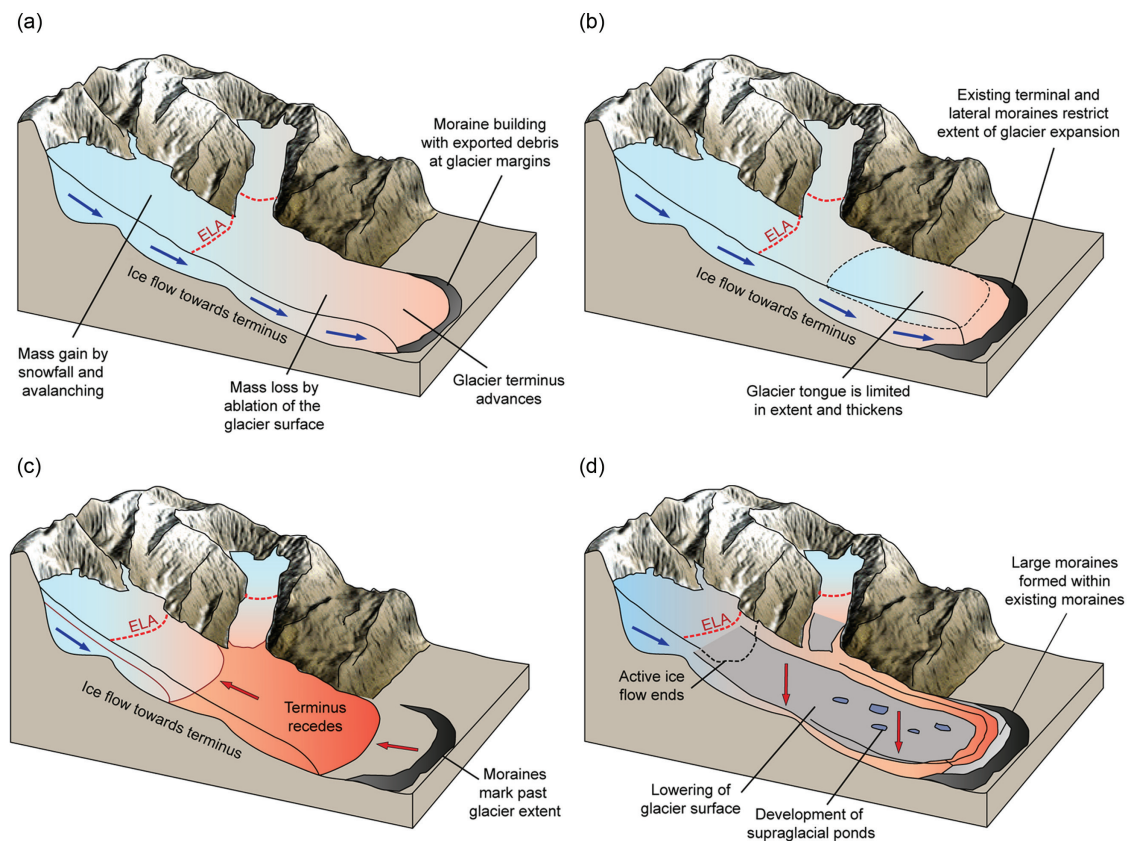 (a)
Moraine building
with exported debris
at glacier margins
ELA
Ice flow towards terminus
Mass gain by
snowfall and
avalanching
Mass loss by
ablation of the
glacier surface
Glacier terminus
advances
(b)
Existing terminal and
lateral moraines restrict
extent of glacier expansion
ELA
Ice flow towards terminus
Glacier tongue is limited
in extent and thickens
(c)
ELA
Ice flow towards terminus
Terminus
recedes
Moraines
mark past
glacier extent
(d)
Large moraines
formed within
existing moraines
ELA
Active ice
flow ends
Lowering of
glacier surface
Development of
supraglacial ponds